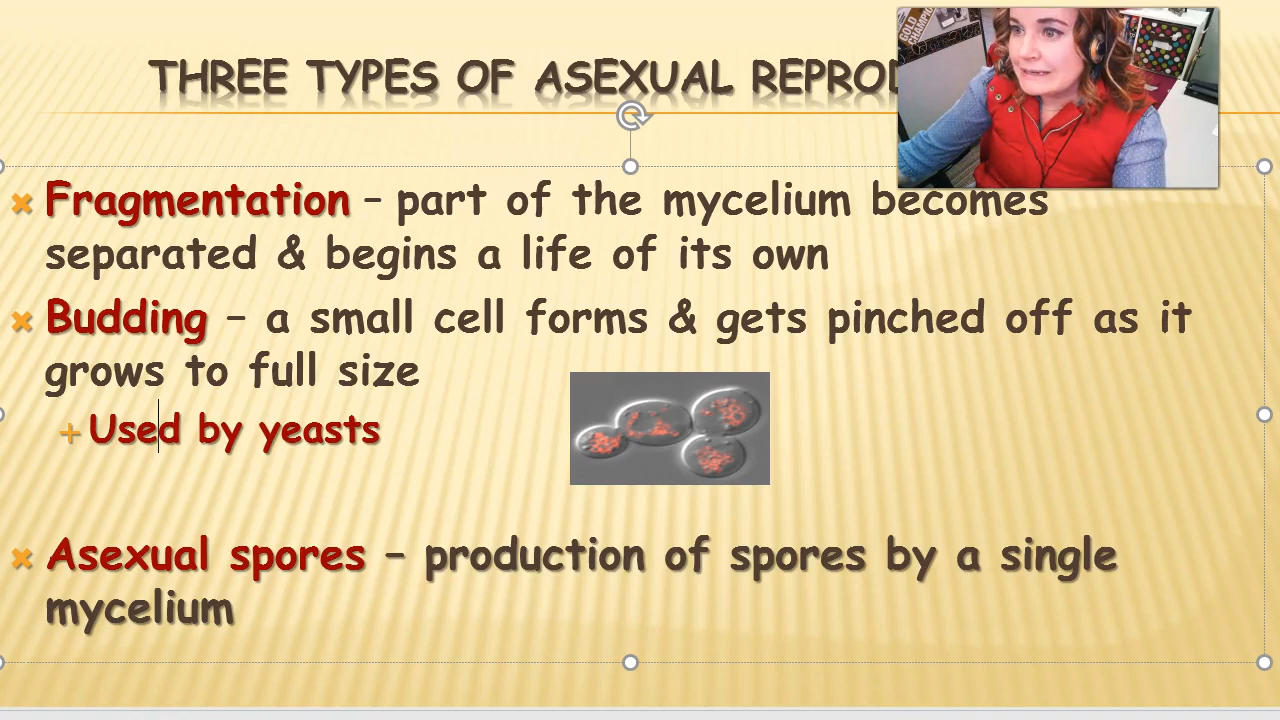 THREE TYPES OF ASEXUAL
GOLD
CHAMPION
Fragmentation – part of the mycelium becomes
separated & begins a life of its own
Budding – a small cell forms & gets pinched off as it
grows to full size
Used by yeasts
Asexual spores – production of spores by a single
mycelium